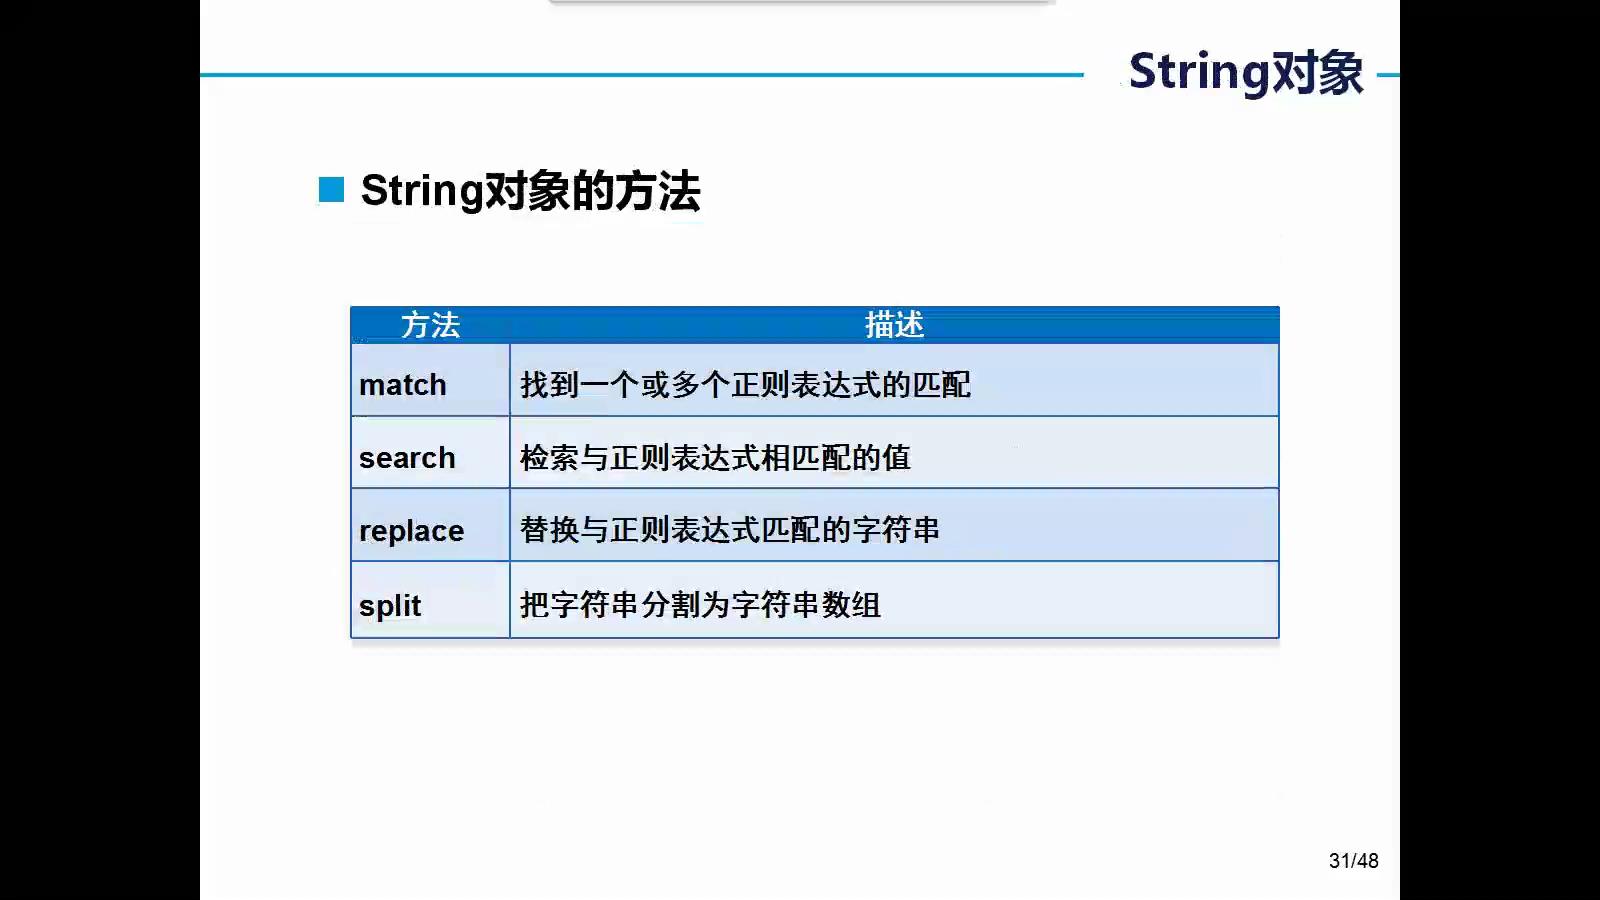 String对象
String对象的方法
方法 描述
match 找到一个或多个正则表达式的匹配
search 检索与正则表达式相匹配的值
replace 替换与正则表达式匹配的字符串
split 把字符串分割为字符串数组
31/48